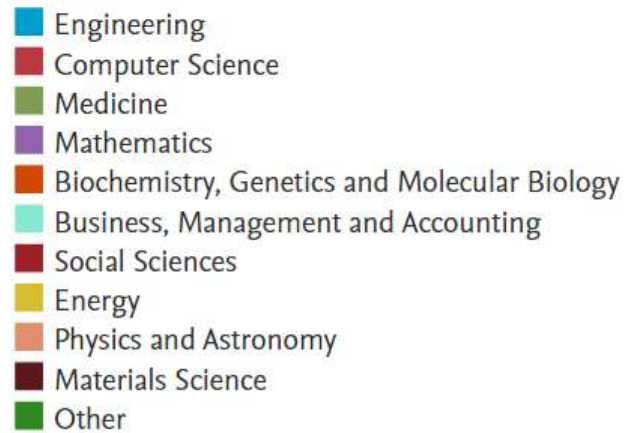 Engineering
Computer Science
Medicine
Mathematics
Biochemistry, Genetics and Molecular Biology
Business, Management and Accounting
Social Sciences
Energy
Physics and Astronomy
Materials Science
Other